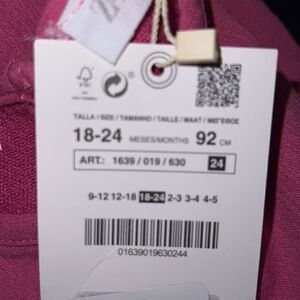 FSC
TALLA / SIZE / TAMANHO / TAILLE / MAAT / ΜΕΓΕΘΟΣ
18-24 MESES/MONTHS 92 CM
ART.: 1639 / 019 / 630 24
9-12 12-18 18-24 2-3 3-4 4-5
01639019630244